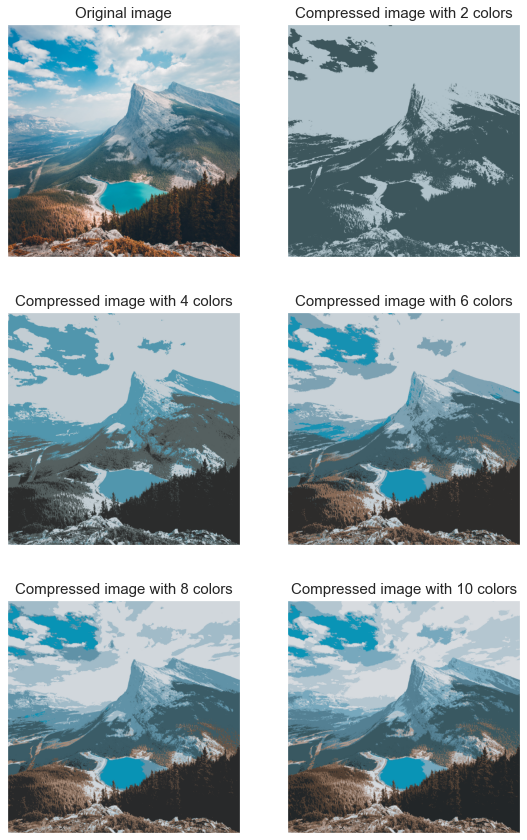 Original image
Compressed image with 2 colors
Compressed image with 4 colors
Compressed image with 6 colors
Compressed image with 8 colors
Compressed image with 10 colors